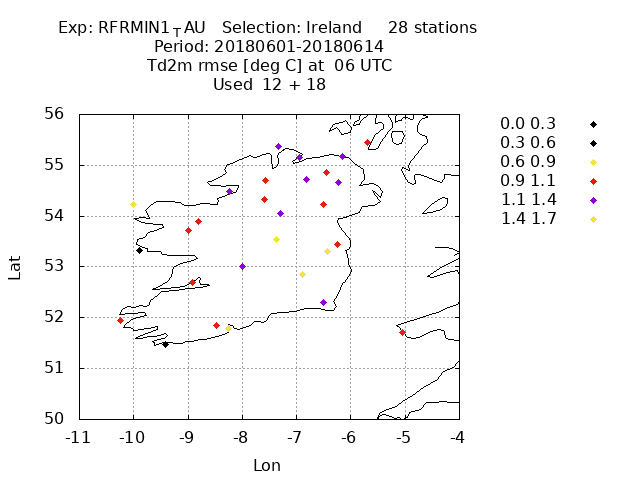 Exp: RFRMIN1TAU Selection: Ireland 28 stations
Period: 20180601-20180614
Td2m rmse [deg C] at 06 UTC
Used 12 + 18
56
55
54
53
52
51
50
Lat
-11 -10 -9 -8 -7 -6 -5 -4
Lon
0.0 0.3
0.3 0.6
0.6 0.9
0.9 1.1
1.1 1.4
1.4 1.7